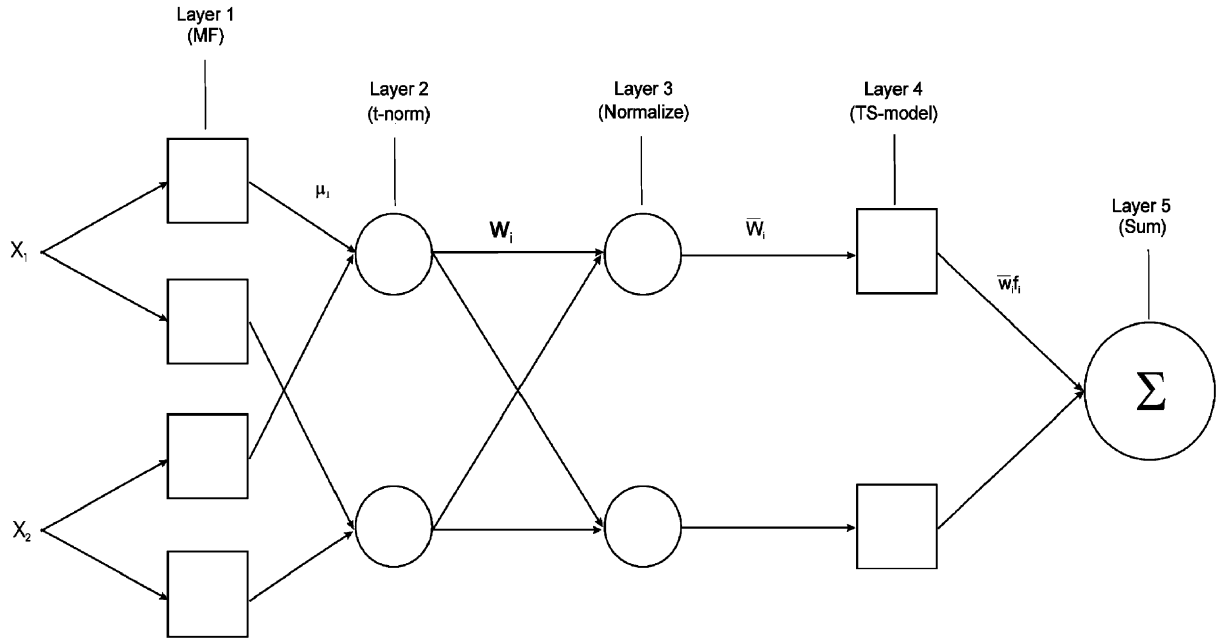 Layer 1
(MF)
Layer 2
(t-norm)
Layer 3
(Normalize)
Layer 4
(TS-model)
Layer 5
(Sum)
X₁
X₂
μᵢ
Wᵢ
W̅ᵢ
w̅ᵢfᵢ
Σ